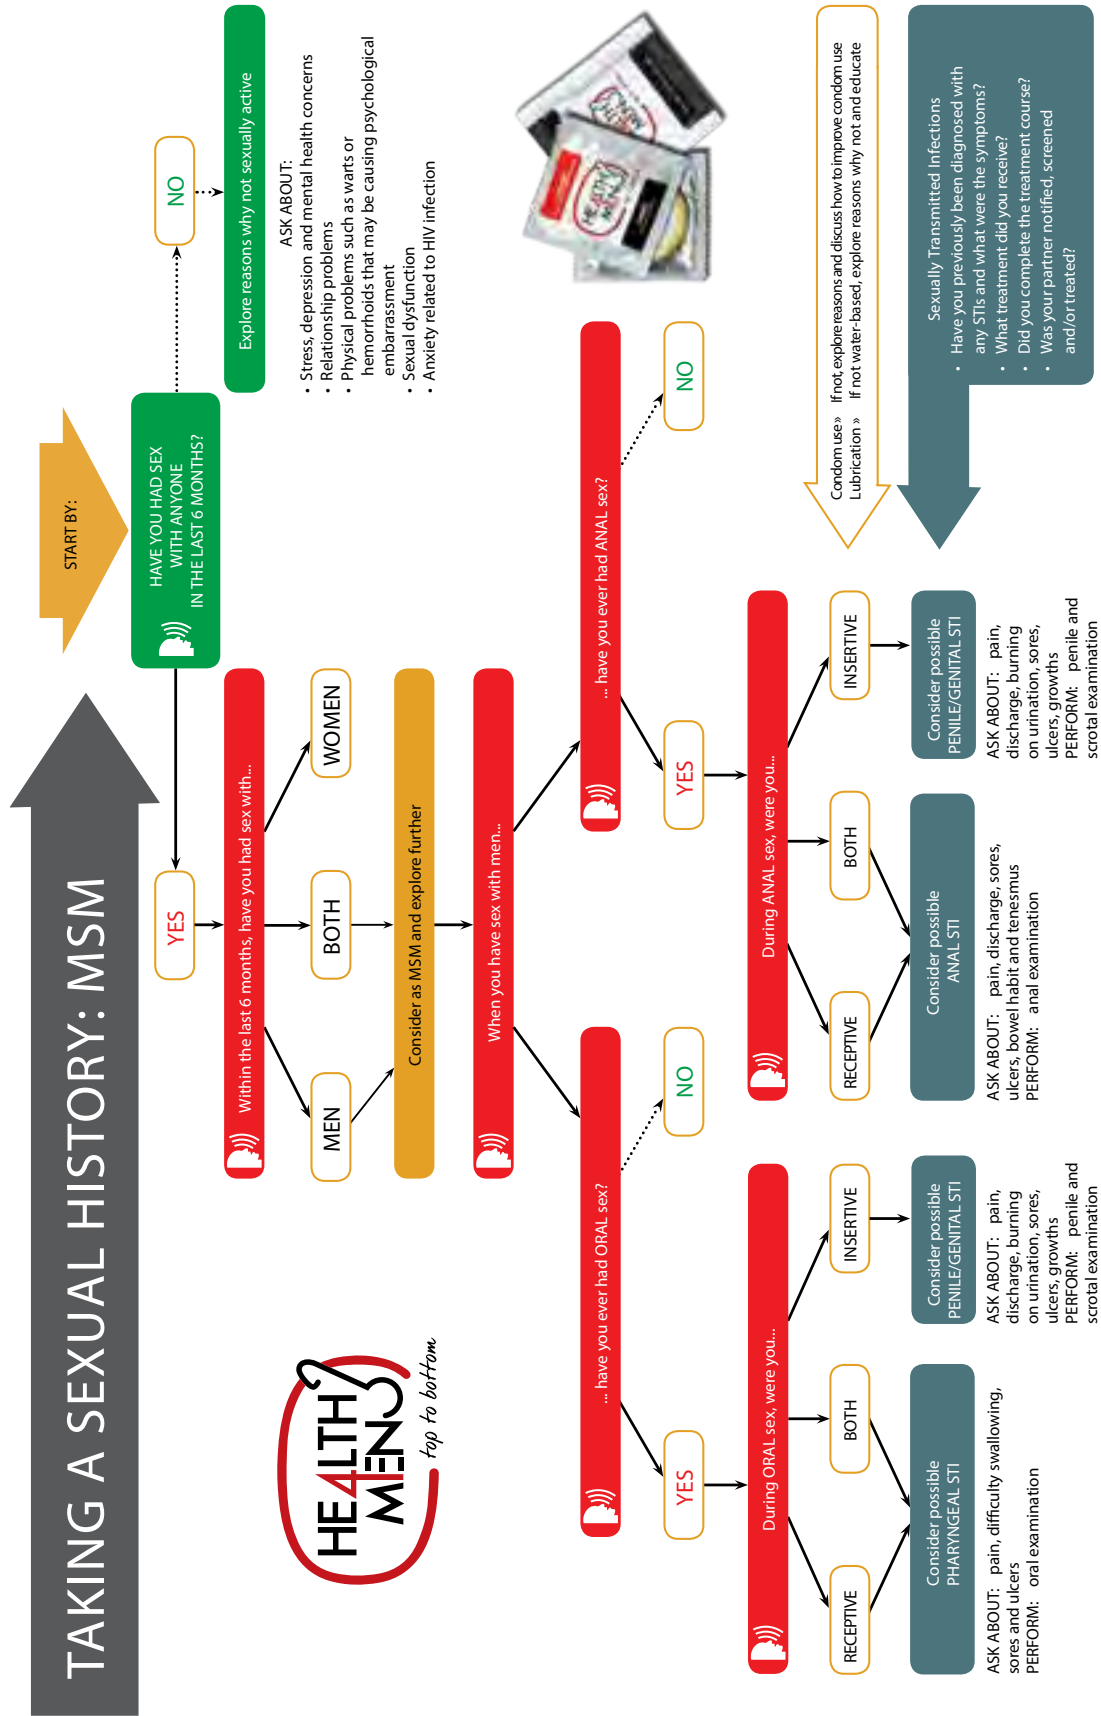 TAKING A SEXUAL HISTORY: MSM
START BY:
HAVE YOU HAD SEX
WITH ANYONE
IN THE LAST 6 MONTHS?
YES
NO
Explore reasons why not sexually active
ASK ABOUT:
• Stress, depression and mental health concerns
• Relationship problems
• Physical problems such as warts or
hemorrhoids that may be causing psychological
embarrassment
• Sexual dysfunction
• Anxiety related to HIV infection
Within the last 6 months, have you had sex with...
MEN
BOTH
WOMEN
Consider as MSM and explore further
When you have sex with men...
HE4LTH
MEN
top to bottom
... have you ever had ORAL sex?
... have you ever had ANAL sex?
YES
NO
YES
NO
During ORAL sex, were you...
During ANAL sex, were you...
RECEPTIVE
BOTH
INSERTIVE
RECEPTIVE
BOTH
INSERTIVE
Condom use » If not, explore reasons and discuss how to improve condom use
Lubrication » If not water-based, explore reasons why not and educate
Consider possible
PHARYNGEAL STI
ASK ABOUT: pain, difficulty swallowing,
sores and ulcers
PERFORM: oral examination
Consider possible
PENILE/GENITAL STI
ASK ABOUT: pain,
discharge, burning
on urination, sores,
ulcers, growths
PERFORM: penile and
scrotal examination
Consider possible
ANAL STI
ASK ABOUT: pain, discharge, sores,
ulcers, bowel habit and tenesmus
PERFORM: anal examination
Consider possible
PENILE/GENITAL STI
ASK ABOUT: pain,
discharge, burning
on urination, sores,
ulcers, growths
PERFORM: penile and
scrotal examination
Sexually Transmitted Infections
• Have you previously been diagnosed with
any STIs and what were the symptoms?
• What treatment did you receive?
• Did you complete the treatment course?
• Was your partner notified, screened
and/or treated?